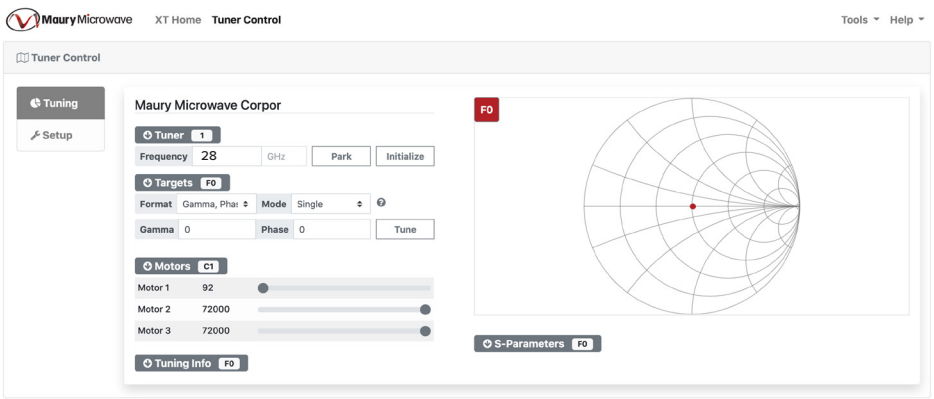 Maury Microwave XT Home Tuner Control Tools Help
Tuner Control
Tuning
Setup
Maury Microwave Corpor
Tuner 1
Frequency 28 GHz Park Initialize
Targets F0
Format Gamma, Phas Mode Single
Gamma 0 Phase 0 Tune
Motors C1
Motor 1 92
Motor 2 72000
Motor 3 72000
Tuning Info F0
F0
S-Parameters F0